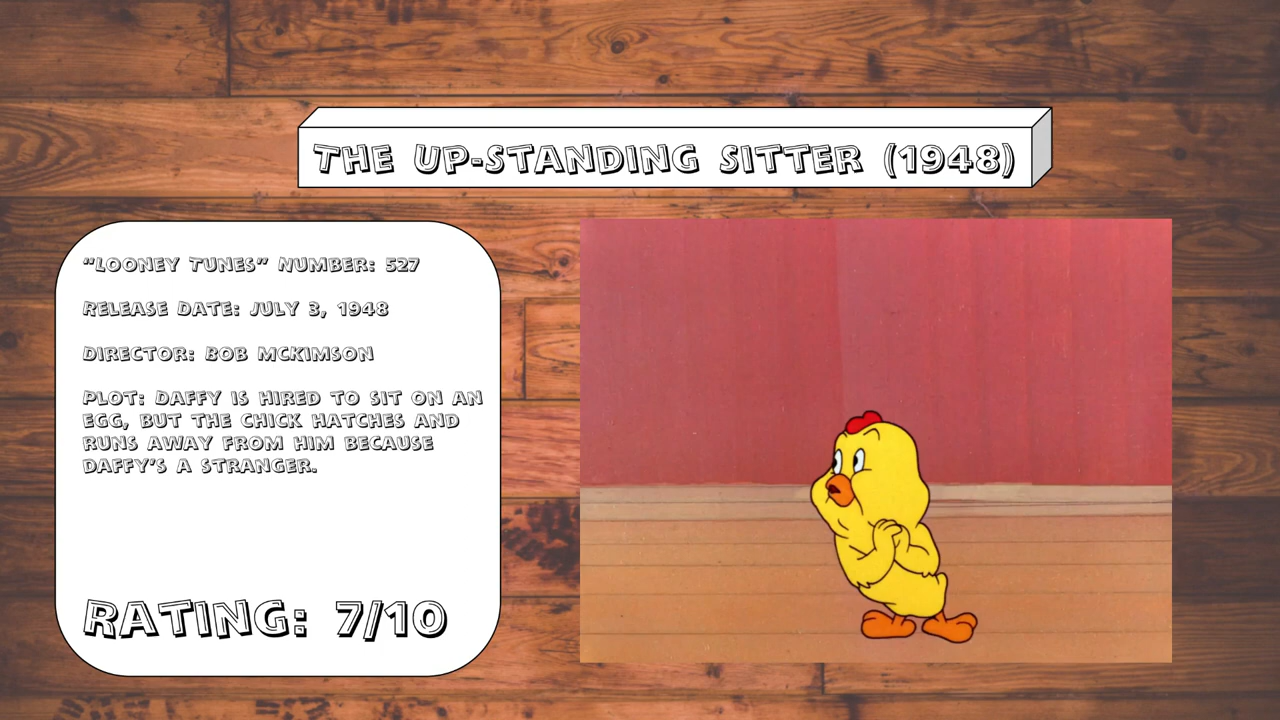 THE UP-STANDING SITTER (1948)
"LOONEY TUNES" NUMBER: 527
RELEASE DATE: JULY 3, 1948
DIRECTOR: BOB MCKIMSON
PLOT: DAFFY IS HIRED TO SIT ON AN
EGG, BUT THE CHICK HATCHES AND
RUNS AWAY FROM HIM BECAUSE
DAFFY'S A STRANGER.
RATING: 7/10